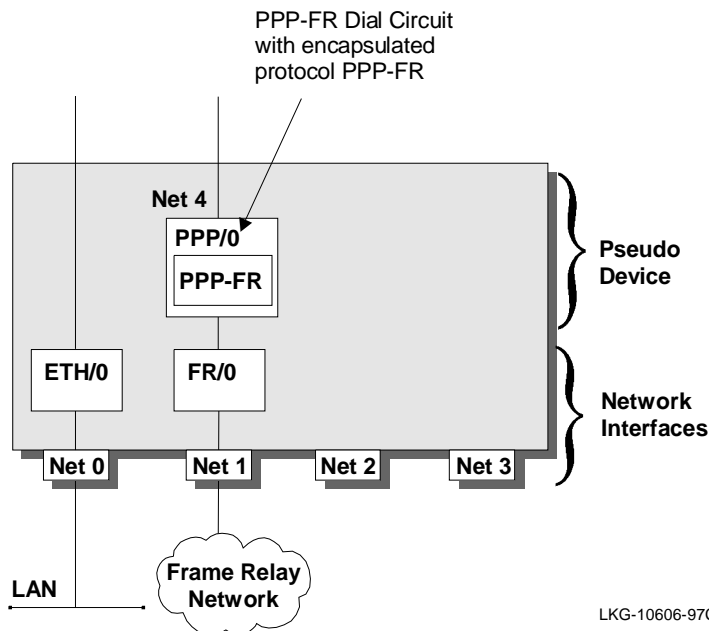 PPP-FR Dial Circuit
with encapsulated
protocol PPP-FR
Net 4
PPP/0
PPP-FR
Pseudo
Device
ETH/0
FR/0
Network
Interfaces
Net 0
Net 1
Net 2
Net 3
Frame Relay
Network
LAN